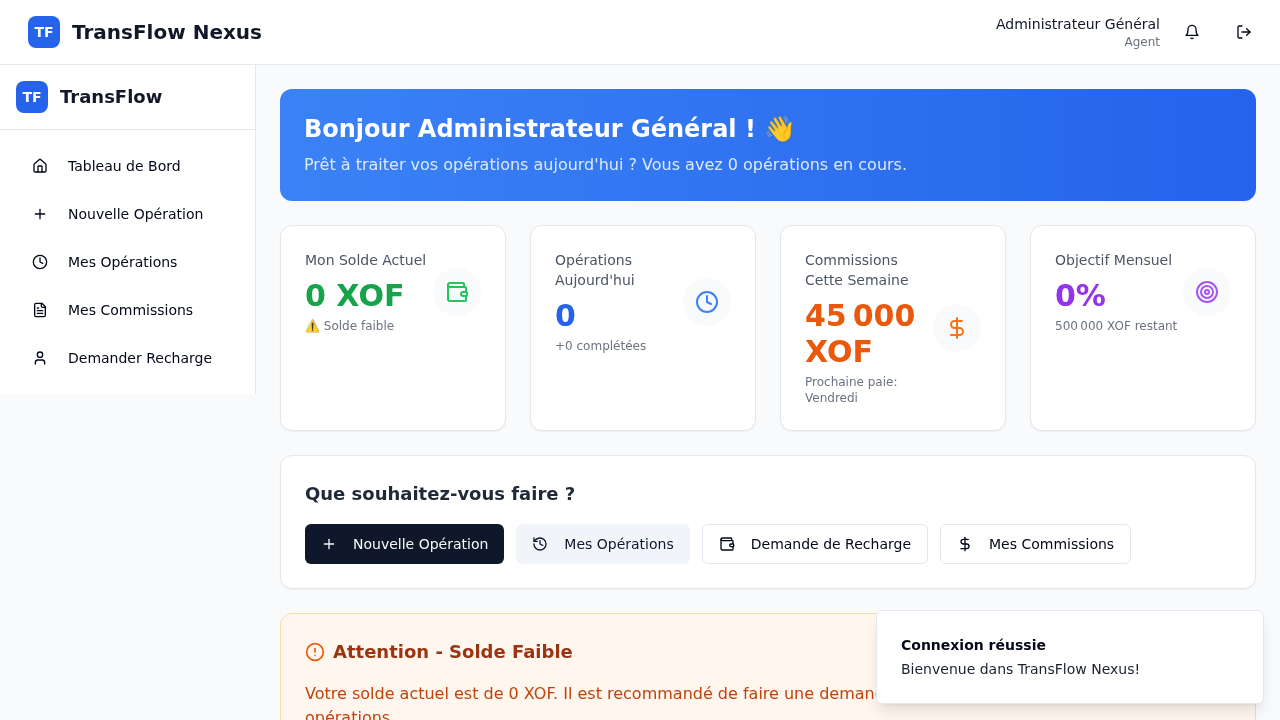 TF TransFlow Nexus
Administrateur Général
Agent
TF TransFlow
Tableau de Bord
Nouvelle Opération
Mes Opérations
Mes Commissions
Demander Recharge
Bonjour Administrateur Général ! 👋
Prêt à traiter vos opérations aujourd'hui ? Vous avez 0 opérations en cours.
Mon Solde Actuel
0 XOF
⚠️ Solde faible
Opérations
Aujourd'hui
0
+0 complétées
Commissions
Cette Semaine
45 000
XOF
Prochaine paie:
Vendredi
Objectif Mensuel
0%
500 000 XOF restant
Que souhaitez-vous faire ?
Nouvelle Opération
Mes Opérations
Demande de Recharge
Mes Commissions
Attention - Solde Faible
Votre solde actuel est de 0 XOF. Il est recommandé de faire une
opérations
Connexion réussie
Bienvenue dans TransFlow Nexus!